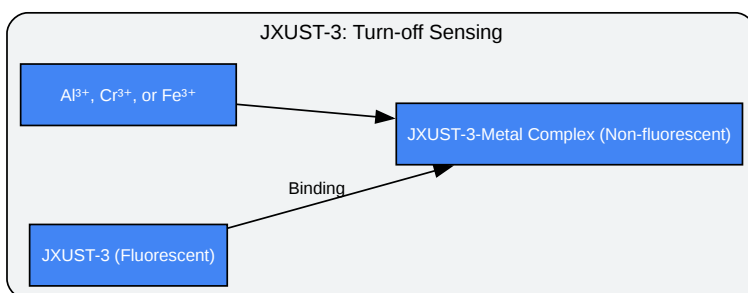 JXUST-3: Turn-off Sensing
Al³⁺, Cr³⁺, or Fe³⁺
JXUST-3-Metal Complex (Non-fluorescent)
Binding
JXUST-3 (Fluorescent)